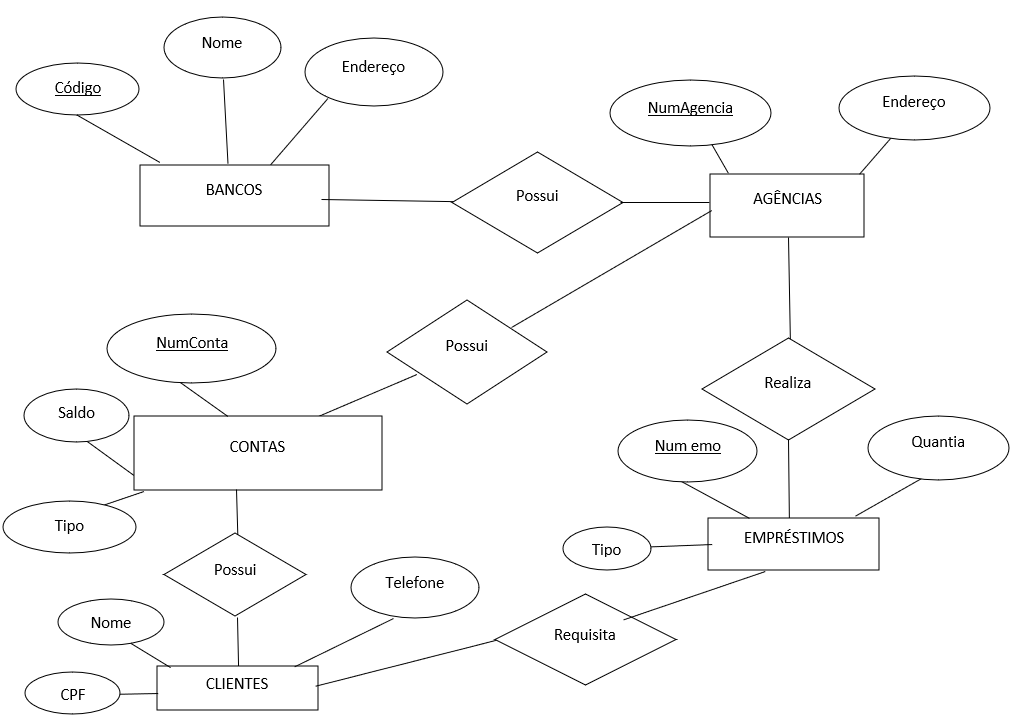 Nome
Endereço
Código
NumAgencia
Endereço
BANCOS
Possui
AGÊNCIAS
NumConta
Possui
Realiza
Saldo
CONTAS
Num emo
Quantia
Tipo
EMPRÉSTIMOS
Tipo
Possui
Telefone
Nome
Requisita
CPF
CLIENTES